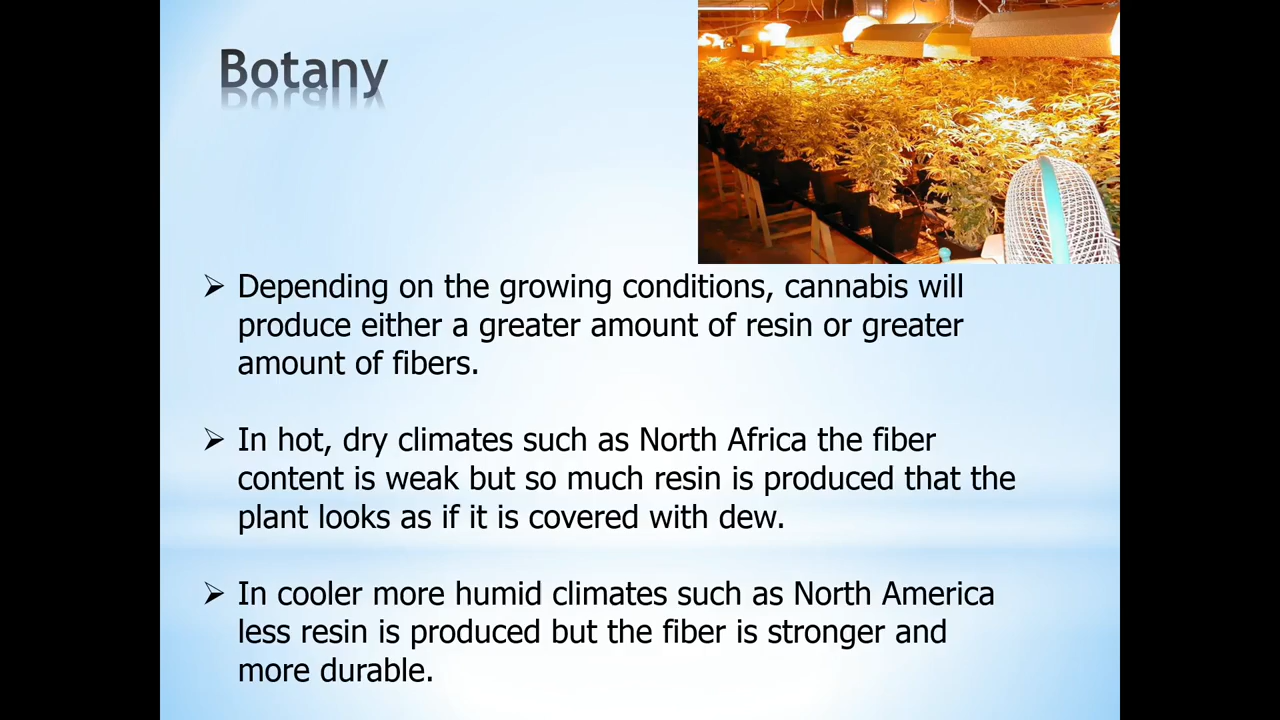 Botany
Depending on the growing conditions, cannabis will
produce either a greater amount of resin or greater
amount of fibers.
In hot, dry climates such as North Africa the fiber
content is weak but so much resin is produced that the
plant looks as if it is covered with dew.
In cooler more humid climates such as North America
less resin is produced but the fiber is stronger and
more durable.